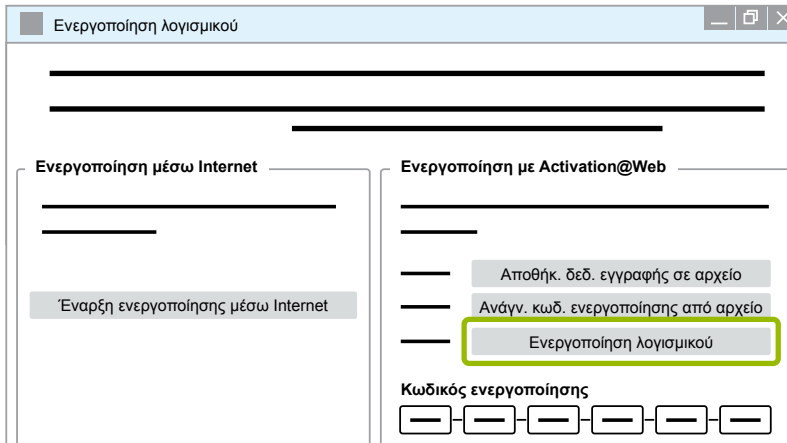 Ενεργοποίηση λογισμικού
Ενεργοποίηση μέσω Internet
Έναρξη ενεργοποίησης μέσω Internet
Ενεργοποίηση με Activation@Web
Αποθήκ. δεδ. εγγραφής σε αρχείο
Ανάγν. κωδ. ενεργοποίησης από αρχείο
Ενεργοποίηση λογισμικού
Κωδικός ενεργοποίησης